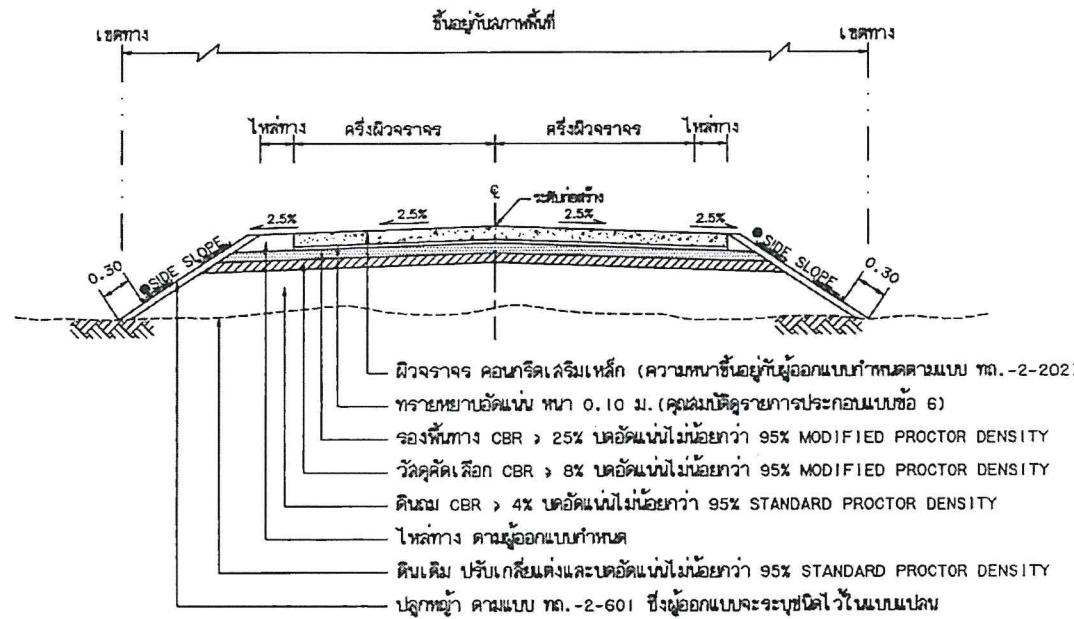 ขึ้นอยู่กับสภาพพื้นที่
เขตทาง
เขตทาง
ไหล่ทาง
ครึ่งผิวจราจร
ครึ่งผิวจราจร
ไหล่ทาง
℄
ระดับก่อสร้าง
2.5%
2.5%
2.5%
2.5%
SIDE SLOPE
SIDE SLOPE
0.30
0.30
ผิวจราจร คอนกรีตเสริมเหล็ก (ความหนาขึ้นอยู่กับผู้ออกแบบกำหนดตามแบบ ทถ.-2-202)
ทรายหยาบอัดแน่น หนา 0.10 ม.(คุณสมบัติดูรายการประกอบแบบข้อ 6)
รองพื้นทาง CBR > 25% บดอัดแน่นไม่น้อยกว่า 95% MODIFIED PROCTOR DENSITY
วัสดุคัดเลือก CBR > 8% บดอัดแน่นไม่น้อยกว่า 95% MODIFIED PROCTOR DENSITY
ดินถม CBR > 4% บดอัดแน่นไม่น้อยกว่า 95% STANDARD PROCTOR DENSITY
ไหล่ทาง ตามผู้ออกแบบกำหนด
ดินเดิม ปรับเกลี่ยแต่งและบดอัดแน่นไม่น้อยกว่า 95% STANDARD PROCTOR DENSITY
ปลูกหญ้า ตามแบบ ทถ.-2-601 ซึ่งผู้ออกแบบจะระบุชนิดไว้ในแบบแปลน